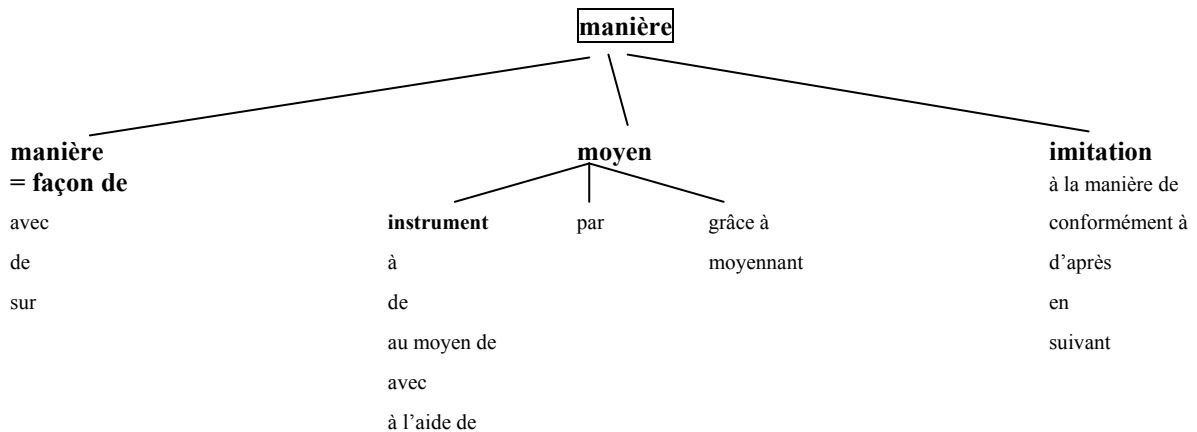 manière
manière
= façon de
avec
de
sur
moyen
instrument
à
de
au moyen de
avec
à l’aide de
par
grâce à
moyennant
imitation
à la manière de
conformément à
d’après
en
suivant